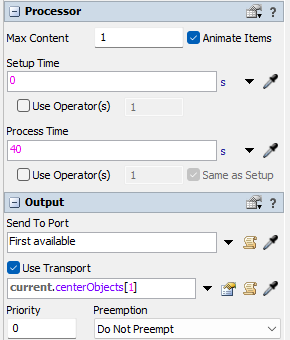 Processor
?
Max Content 1 Animate Items
Setup Time
0 s
Use Operator(s) 1
Process Time
40 s
Use Operator(s) 1 Same as Setup
Output
?
Send To Port
First available
Use Transport
current.centerObjects[1]
Priority Preemption
0 Do Not Preempt